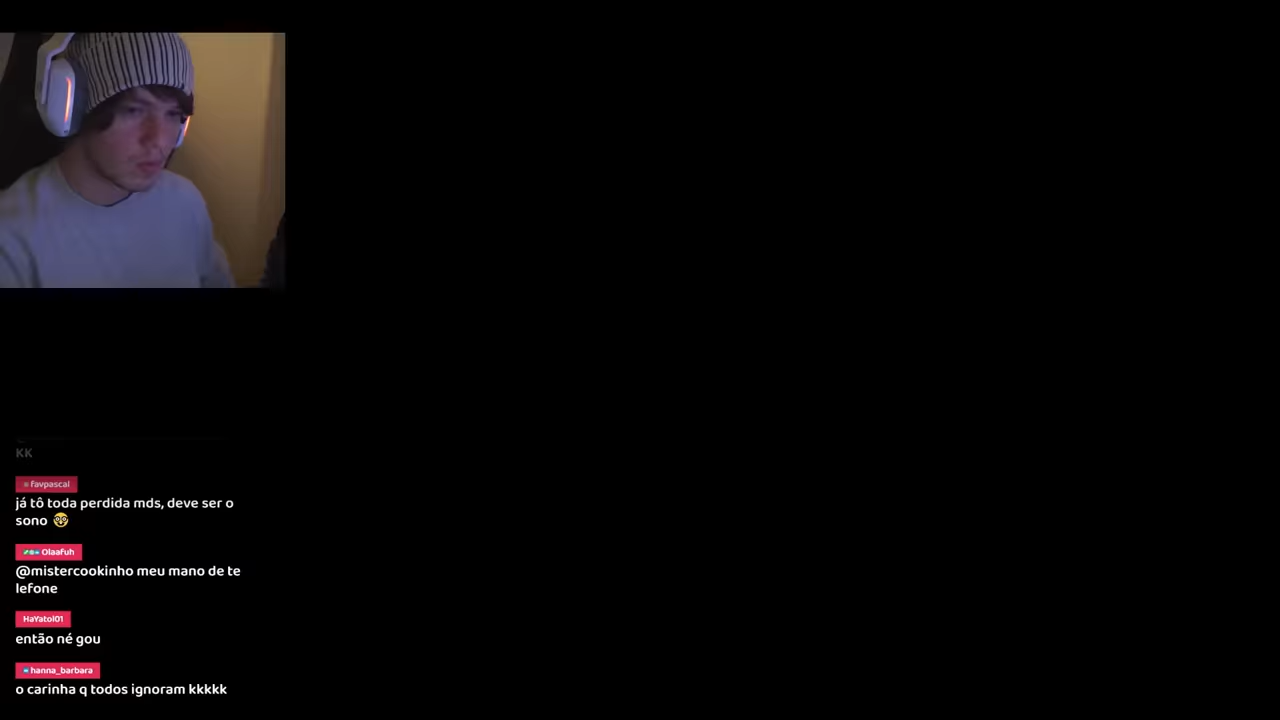 KK
favpascal
já tô toda perdida mds, deve ser o
sono
Olaafuh
@mistercookinho meu mano de te
lefone
HaYatol01
então né gou
hanna_barbara
o carinha q todos ignoram kkkkk